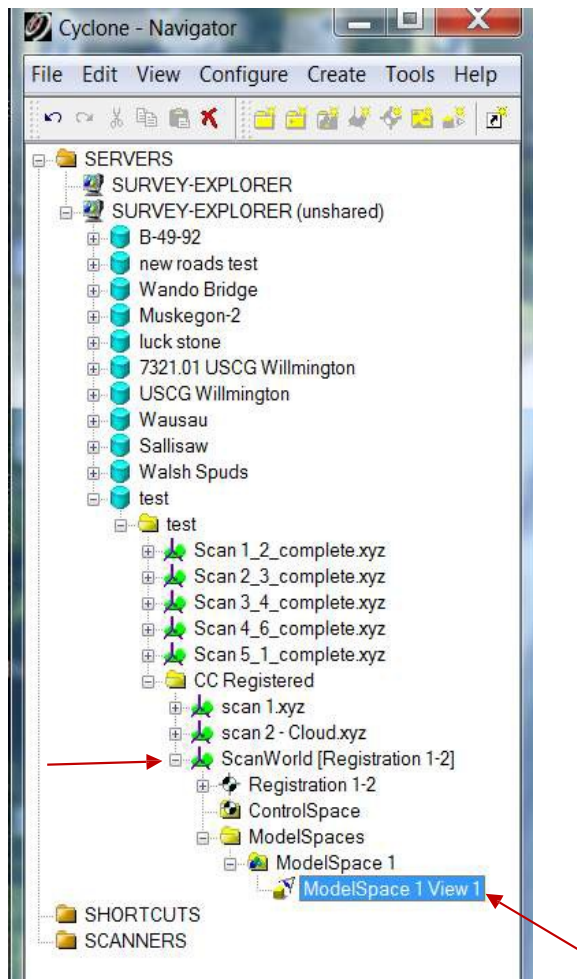 Cyclone - Navigator
File Edit View Configure Create Tools Help
SERVERS
SURVEY-EXPLORER
SURVEY-EXPLORER (unshared)
B-49-92
new roads test
Wando Bridge
Muskegon-2
luck stone
7321.01 USCG Willmington
USCG Willmington
Wausau
Sallisaw
Walsh Spuds
test
test
Scan 1_2_complete.xyz
Scan 2_3_complete.xyz
Scan 3_4_complete.xyz
Scan 4_6_complete.xyz
Scan 5_1_complete.xyz
CC Registered
scan 1.xyz
scan 2 - Cloud.xyz
ScanWorld [Registration 1-2]
Registration 1-2
ControlSpace
ModelSpaces
ModelSpace 1
ModelSpace 1 View 1
SHORTCUTS
SCANNERS